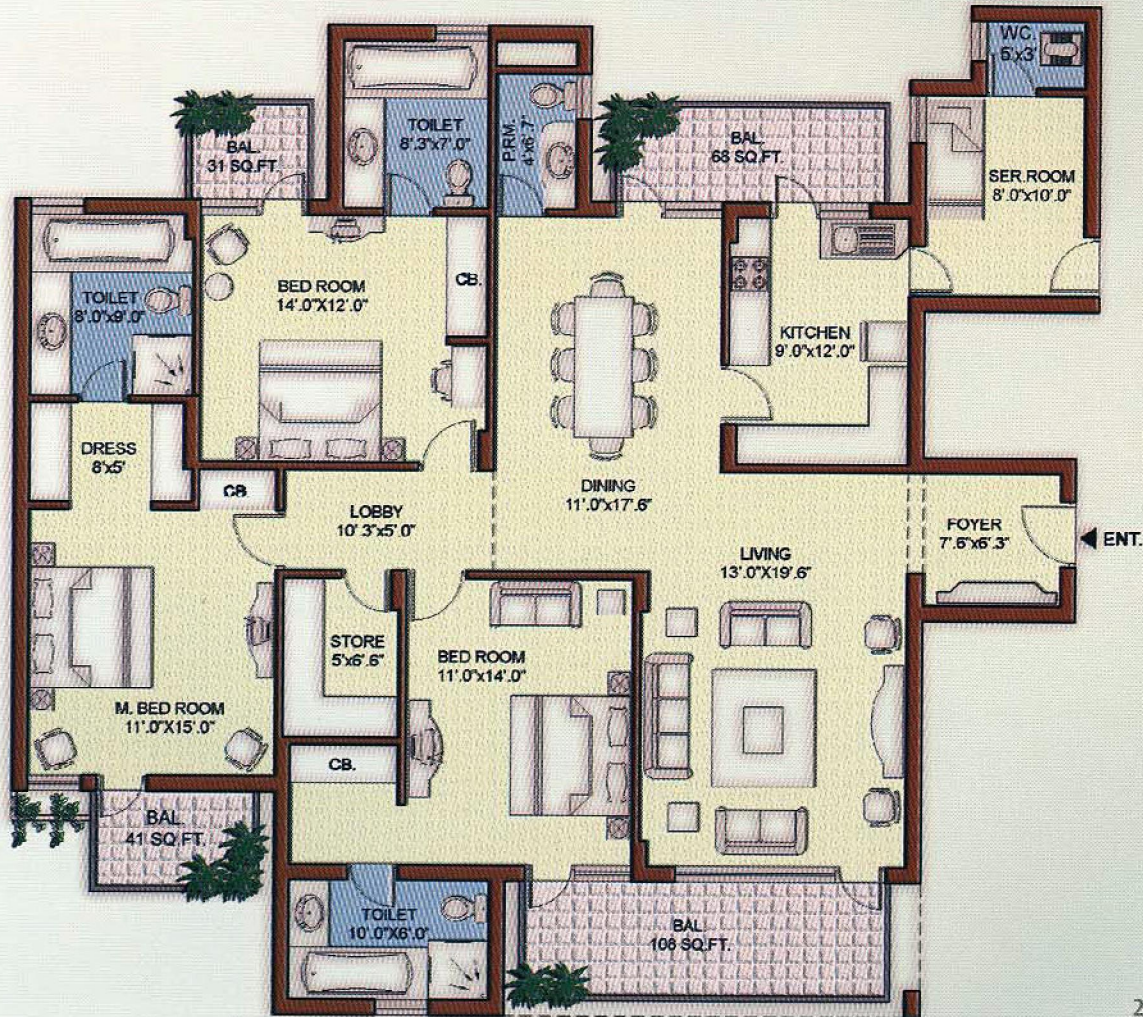 WC.
5'x3'
TOILET
8'.3"x7'.0"
P.RM.
4'x6'.7"
BAL.
31 SQ.FT.
BAL.
68 SQ.FT.
SER.ROOM
8'.0"x10'.0"
BED ROOM
14'.0"X12'.0"
CB.
TOILET
8'.0"x9'.0"
KITCHEN
9'.0"x12'.0"
DRESS
8'x5'
CB.
DINING
11'.0"x17'.6"
LOBBY
10'.3"x5'.0"
FOYER
7'.6"x6'.3"
ENT.
LIVING
13'.0"X19'.6"
STORE
5'x6'.6"
BED ROOM
11'.0"x14'.0"
M. BED ROOM
11'.0"X15'.0"
CB.
BAL.
41 SQ.FT.
TOILET
10'.0"X6'.0"
BAL.
108 SQ.FT.
2